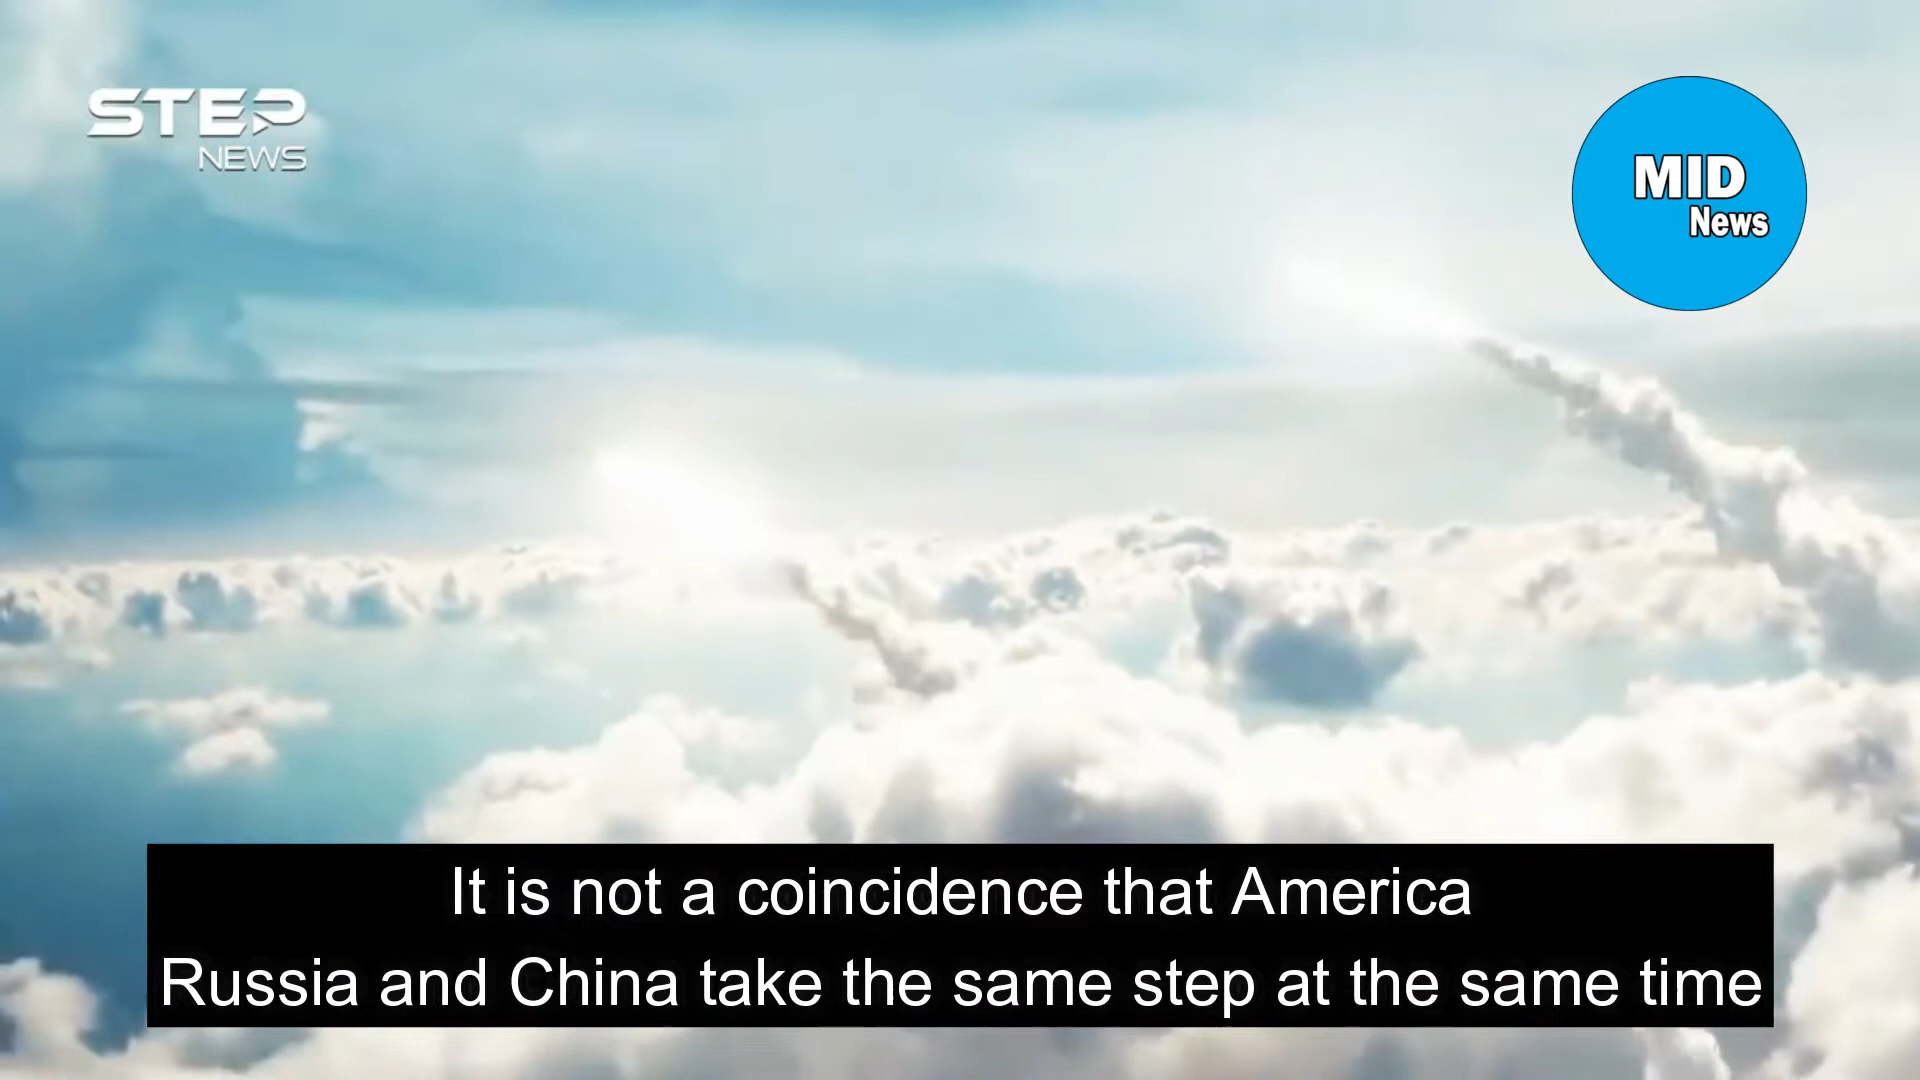 STEP
NEWS
MID
News
It is not a coincidence that America
Russia and China take the same step at the same time